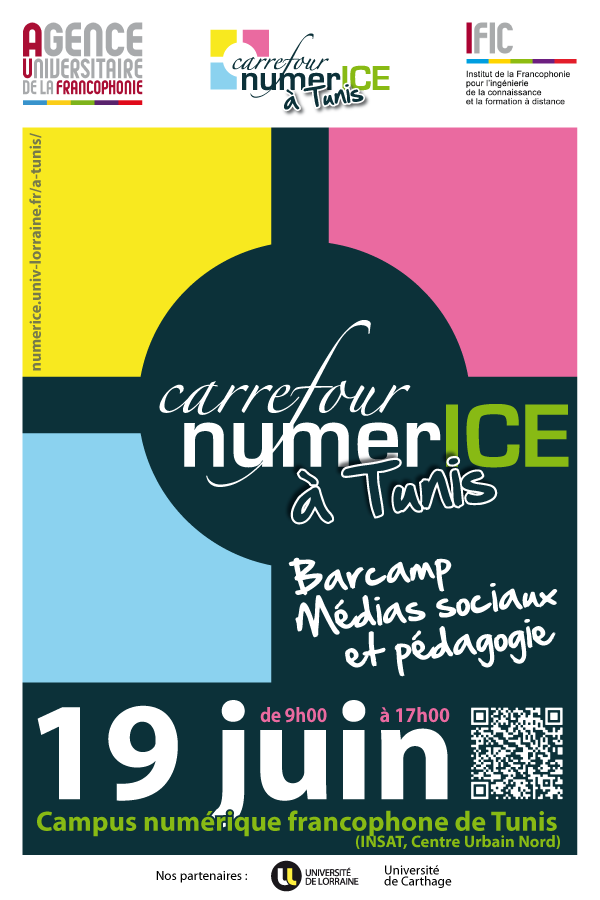 AGENCE
UNIVERSITAIRE
DE LA FRANCOPHONIE
carrefour
numerICE
à Tunis
IFIC
Institut de la Francophonie
pour l'ingénierie
de la connaissance
et la formation à distance
numerice.univ-lorraine.fr/a-tunis/
carrefour
numerICE
à Tunis
Barcamp
Médias sociaux
et pédagogie
de 9h00 à 17h00
19 juin
Campus numérique francophone de Tunis
(INSAT, Centre Urbain Nord)
Nos partenaires :
UNIVERSITÉ
DE LORRAINE
Université
de Carthage